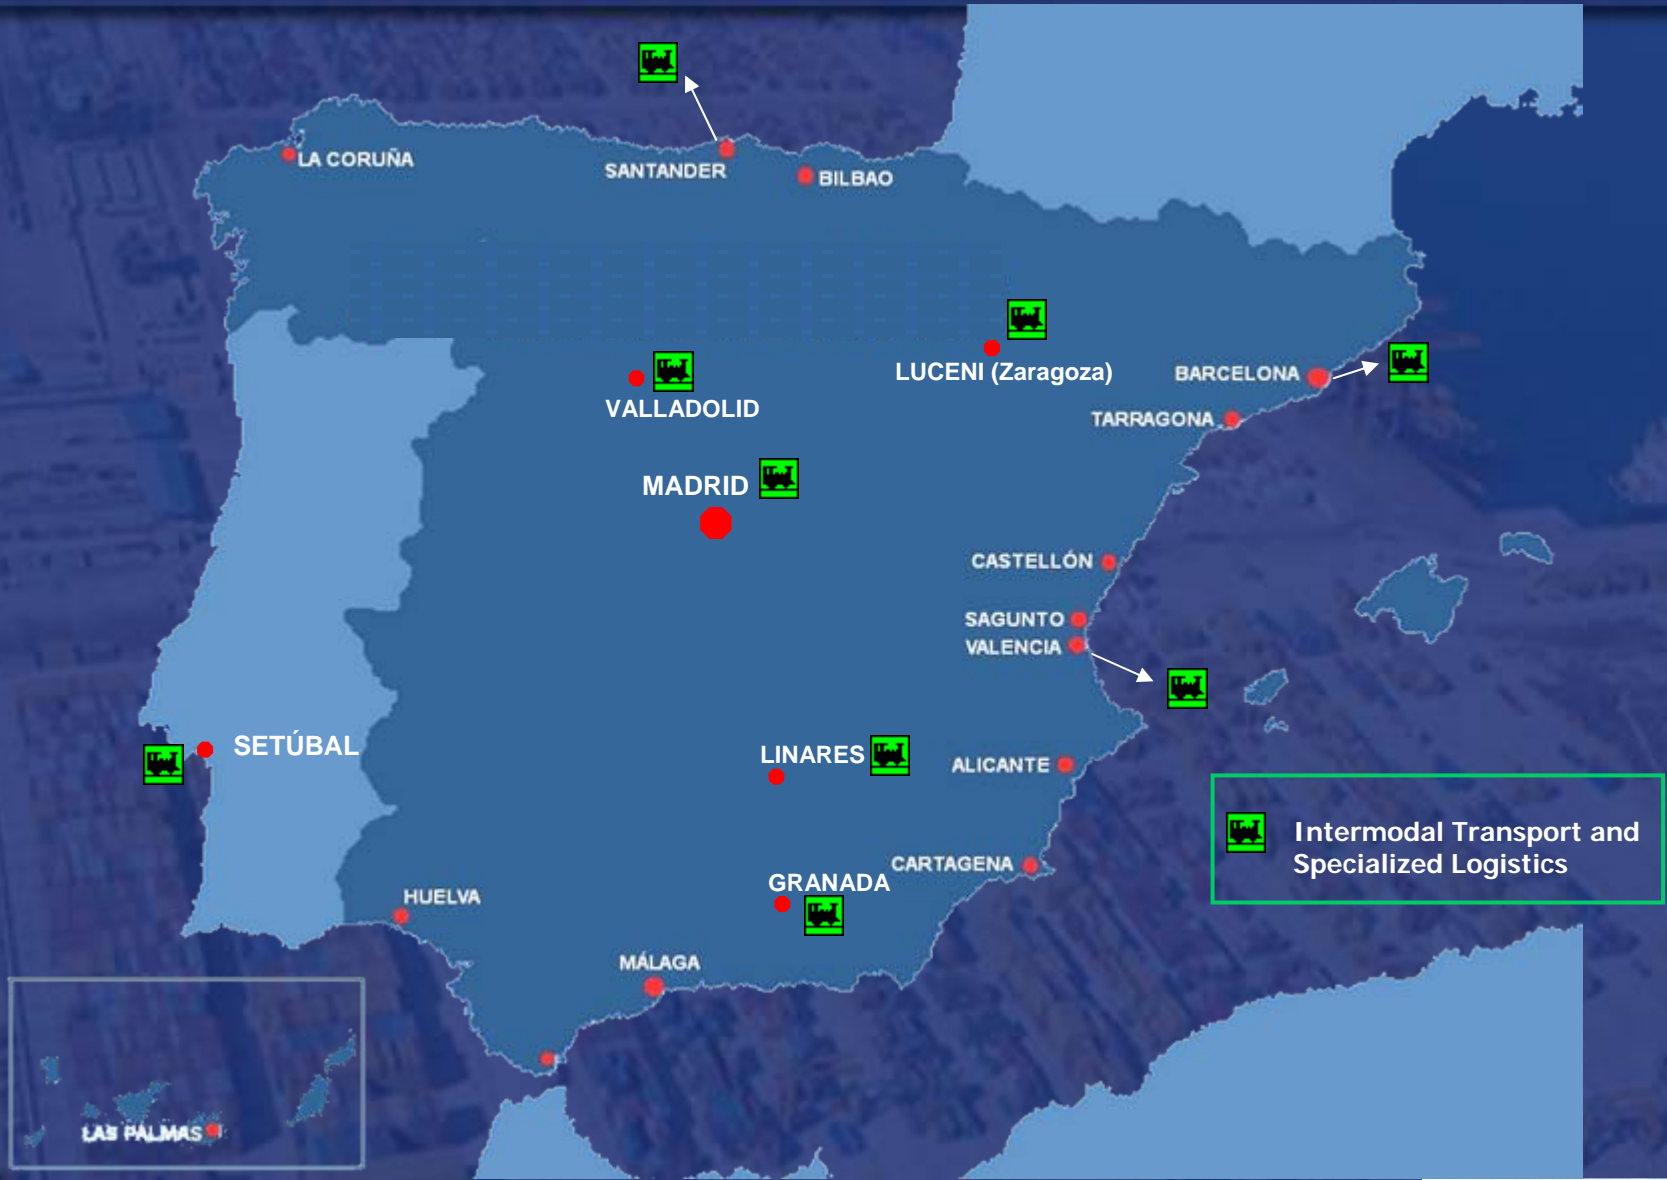 LA CORUÑA
SANTANDER
BILBAO
LUCENI (Zaragoza)
BARCELONA
VALLADOLID
TARRAGONA
MADRID
CASTELLÓN
SAGUNTO
VALENCIA
SETÚBAL
LINARES
ALICANTE
Intermodal Transport and
Specialized Logistics
CARTAGENA
GRANADA
HUELVA
MÁLAGA
LAS PALMAS